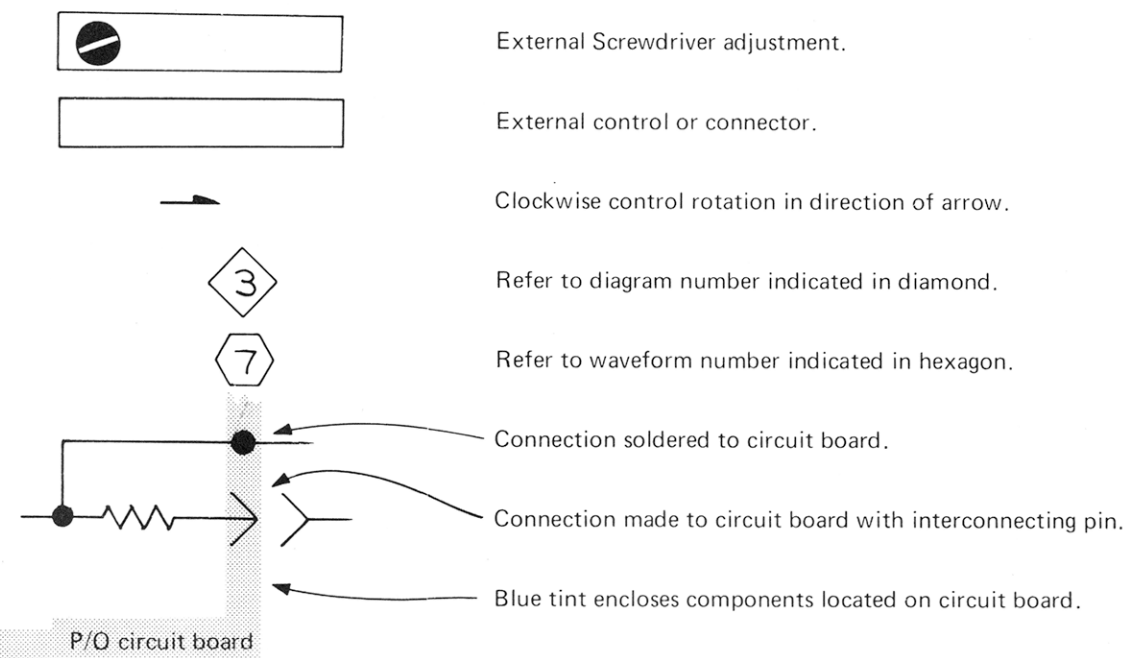 External Screwdriver adjustment.
External control or connector.
Clockwise control rotation in direction of arrow.
3
Refer to diagram number indicated in diamond.
7
Refer to waveform number indicated in hexagon.
Connection soldered to circuit board.
Connection made to circuit board with interconnecting pin.
Blue tint encloses components located on circuit board.
P/O circuit board